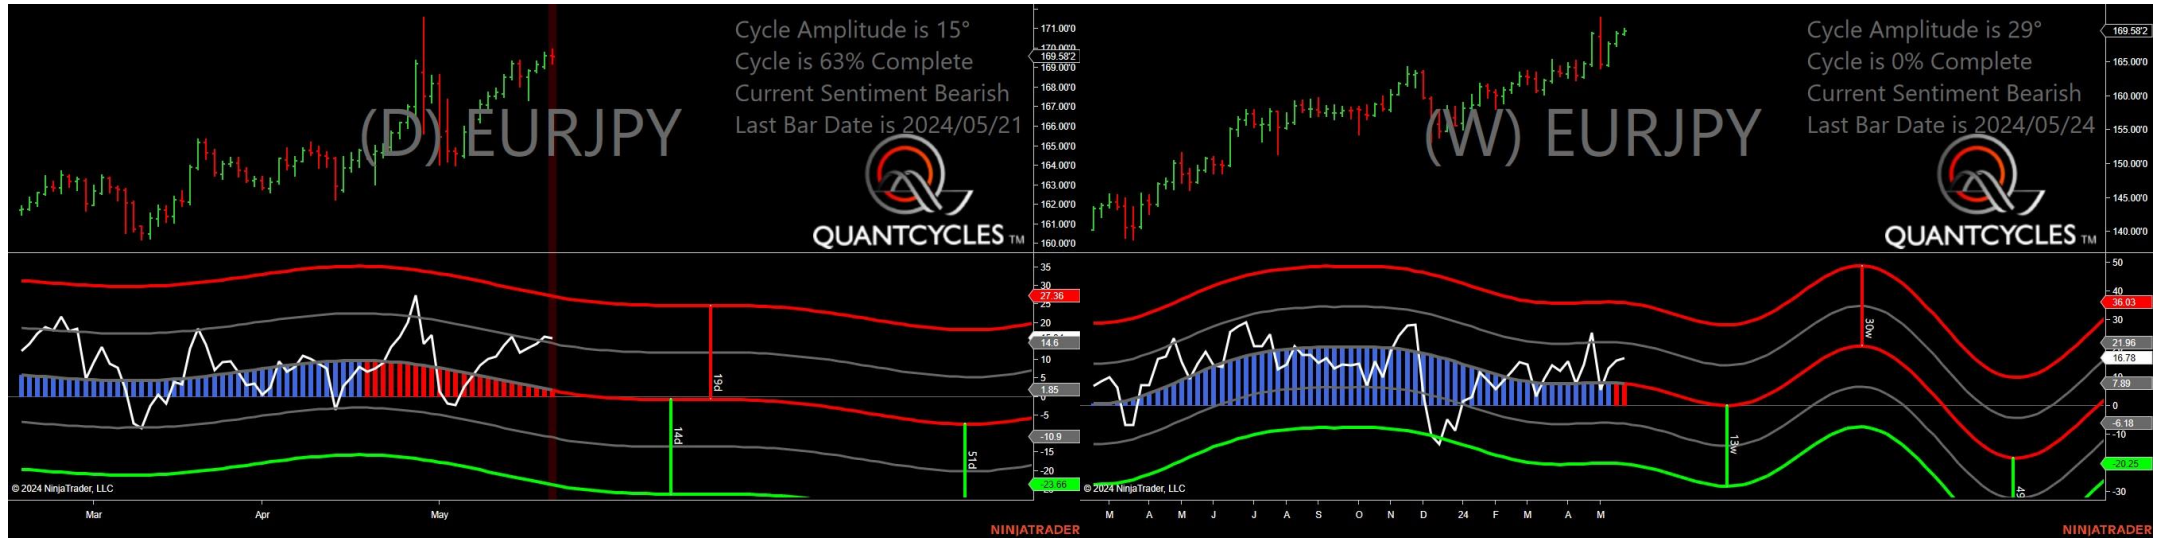 Cycle Amplitude is 15°
Cycle is 63% Complete
Current Sentiment Bearish
Last Bar Date is 2024/05/21
(D) EURJPY
QUANTCYCLES TM
171.00'0
170.00'0
169.58'2
169.00'0
168.00'0
167.00'0
166.00'0
165.00'0
164.00'0
163.00'0
162.00'0
161.00'0
160.00'0
35
30
27.36
25
20
14.6
10
5
1.85
0
-5
-10.9
-15
-20
-23.66
19d
14d
51d
© 2024 NinjaTrader, LLC
Mar
Apr
May
NINJATRADER
Cycle Amplitude is 29°
Cycle is 0% Complete
Current Sentiment Bearish
Last Bar Date is 2024/05/24
(W) EURJPY
QUANTCYCLES TM
169.58'2
165.00'0
160.00'0
155.00'0
150.00'0
145.00'0
140.00'0
50
40
36.03
30
21.96
16.78
7.89
0
-6.18
-10
-20.25
-30
30w
13w
49
© 2024 NinjaTrader, LLC
M A M J J A S O N D 24 F M A M
NINJATRADER